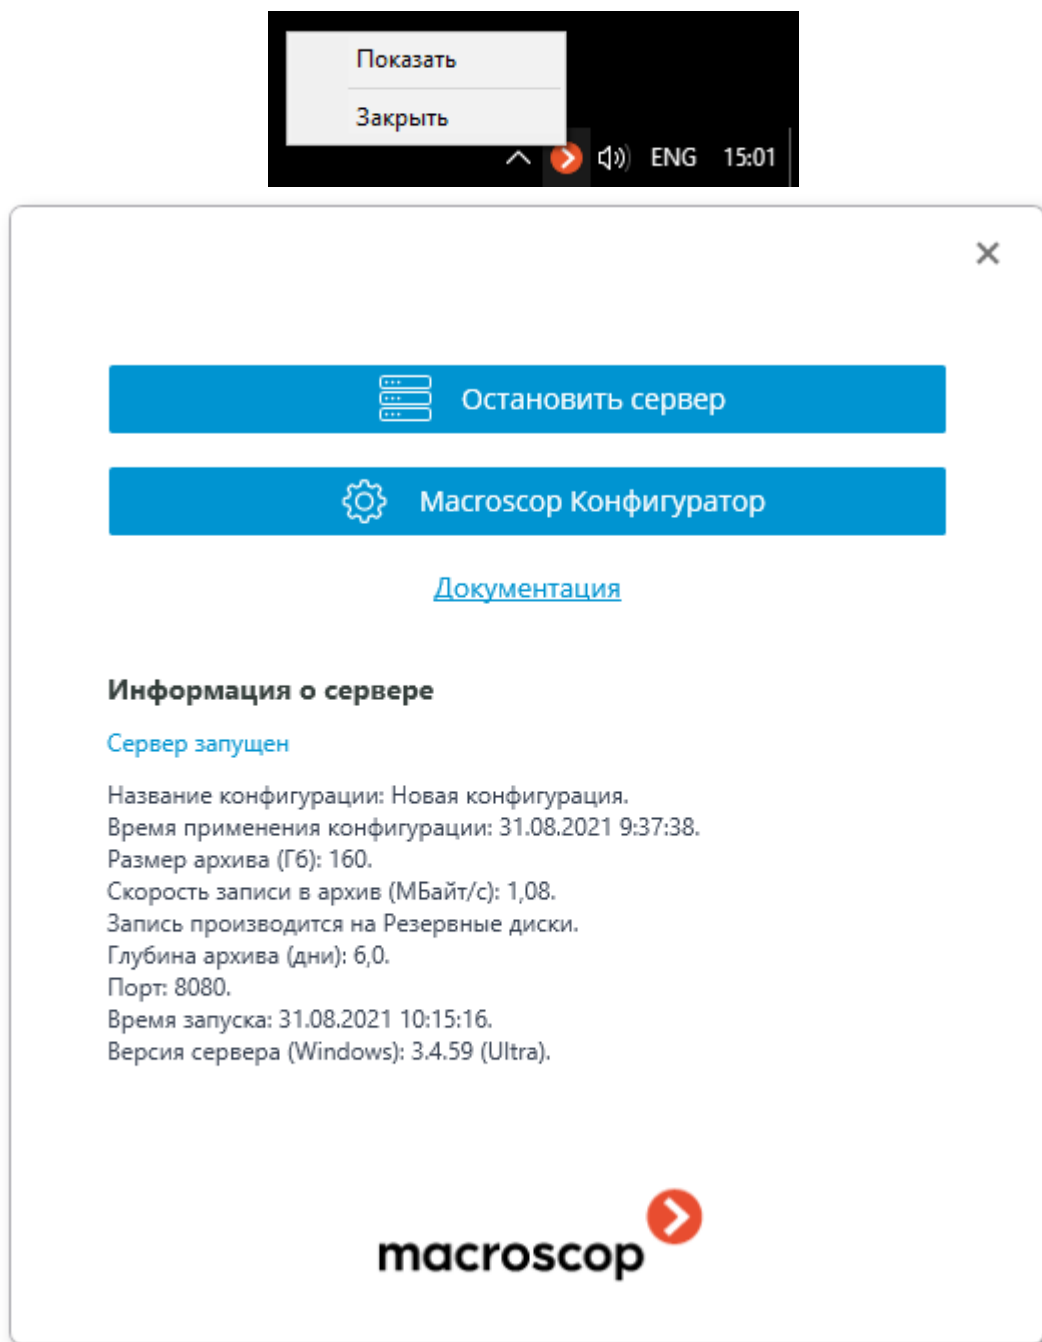 Показать
Закрыть
ENG 15:01
Остановить сервер
Macroscop Конфигуратор
Документация
Информация о сервере
Сервер запущен
Название конфигурации: Новая конфигурация.
Время применения конфигурации: 31.08.2021 9:37:38.
Размер архива (Гб): 160.
Скорость записи в архив (МБайт/с): 1,08.
Запись производится на Резервные диски.
Глубина архива (дни): 6,0.
Порт: 8080.
Время запуска: 31.08.2021 10:15:16.
Версия сервера (Windows): 3.4.59 (Ultra).
macroscop